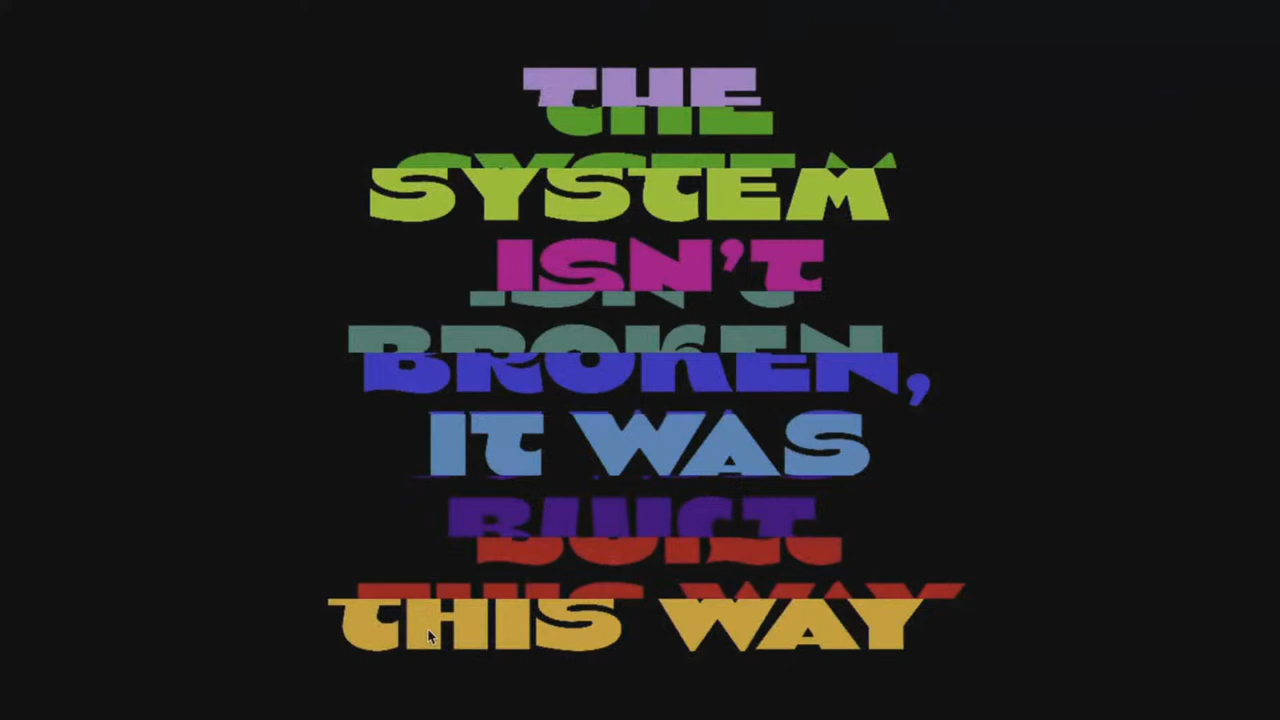 THE
SYSTEM
ISN'T
BROKEN,
IT WAS
BUILT
THIS WAY